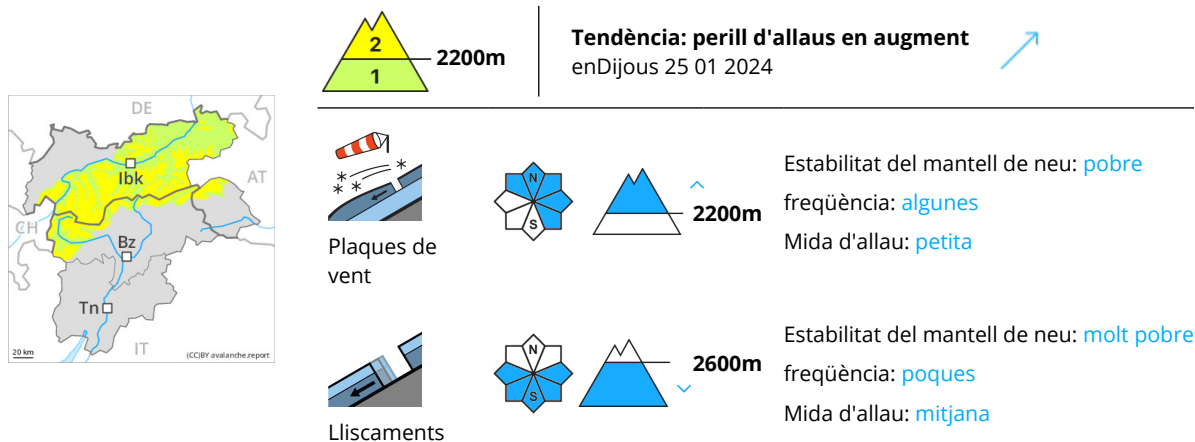 DE
Ibk
AT
CH
Bz
Tn
IT
20 km
(CC)BY avalanche.report
2
1
2200m
Tendència: perill d'allaus en augment
enDijous 25 01 2024
Plaques de
vent
N
S
2200m
Estabilitat del mantell de neu: pobre
freqüència: algunes
Mida d'allau: petita
Lliscaments
N
S
2600m
Estabilitat del mantell de neu: molt pobre
freqüència: poques
Mida d'allau: mitjana